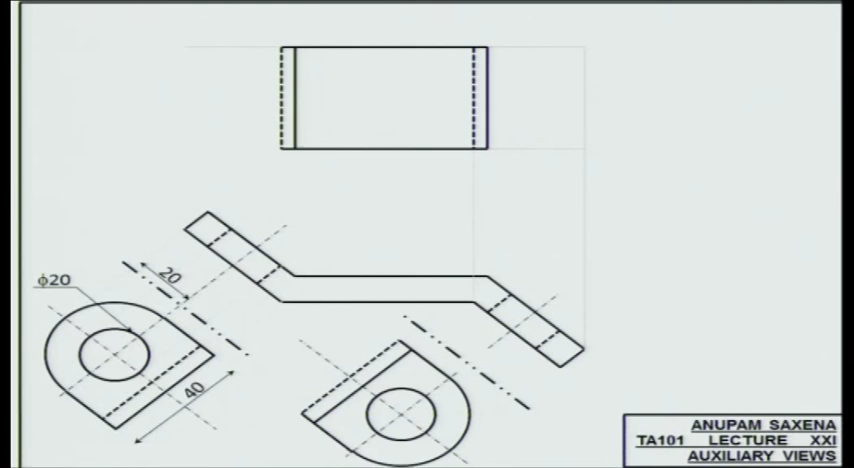 20
ϕ20
40
ANUPAM SAXENA
TA101 LECTURE XXI
AUXILIARY VIEWS